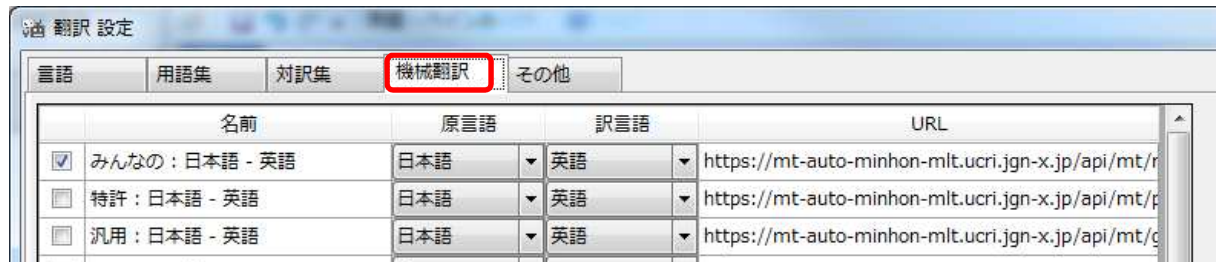 翻訳 設定
言語 用語集 対訳集 機械翻訳 その他
名前 原言語 訳言語 URL
みんなの：日本語 - 英語 日本語 英語 https://mt-auto-minhon-mlt.ucri.jgn-x.jp/api/mt/
特許：日本語 - 英語 日本語 英語 https://mt-auto-minhon-mlt.ucri.jgn-x.jp/api/mt/
汎用：日本語 - 英語 日本語 英語 https://mt-auto-minhon-mlt.ucri.jgn-x.jp/api/mt/